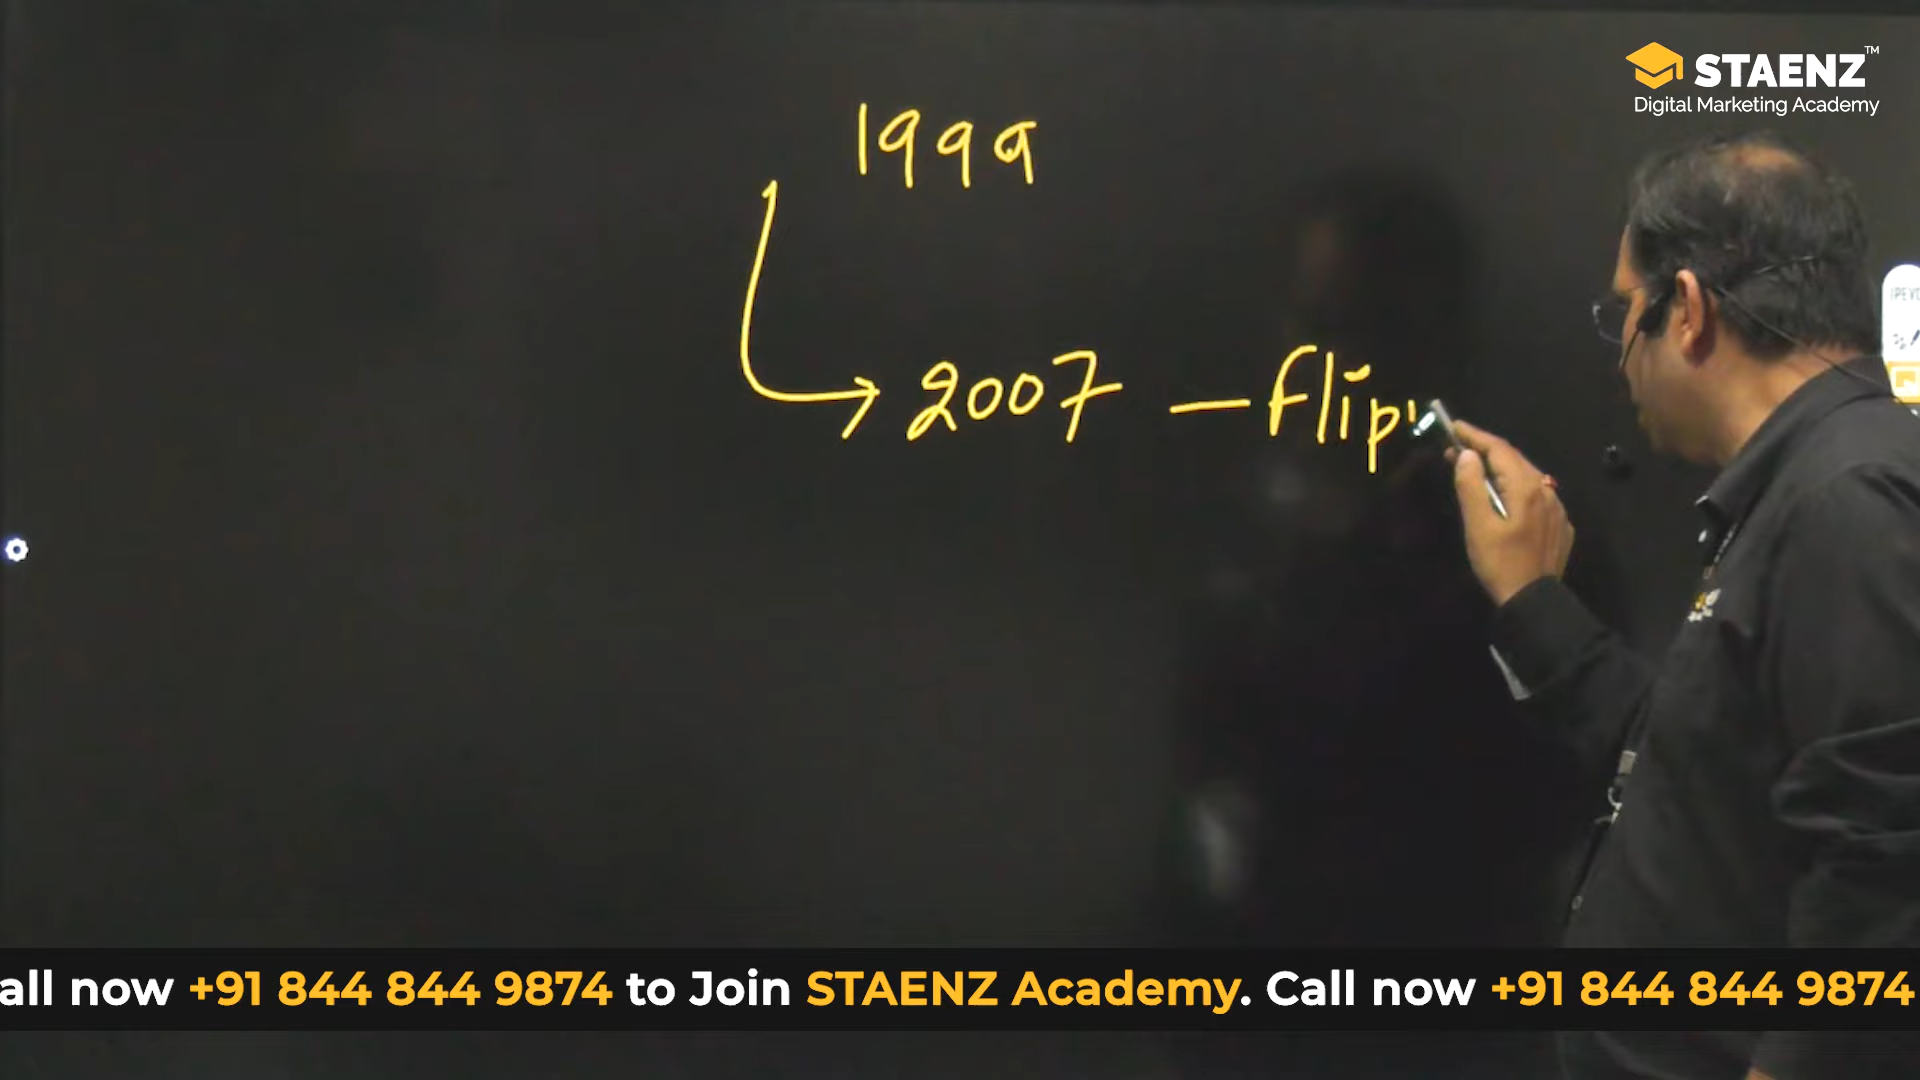 STAENZ™
Digital Marketing Academy
1999
2007 — Flip
all now +91 844 844 9874 to Join STAENZ Academy. Call now +91 844 844 9874